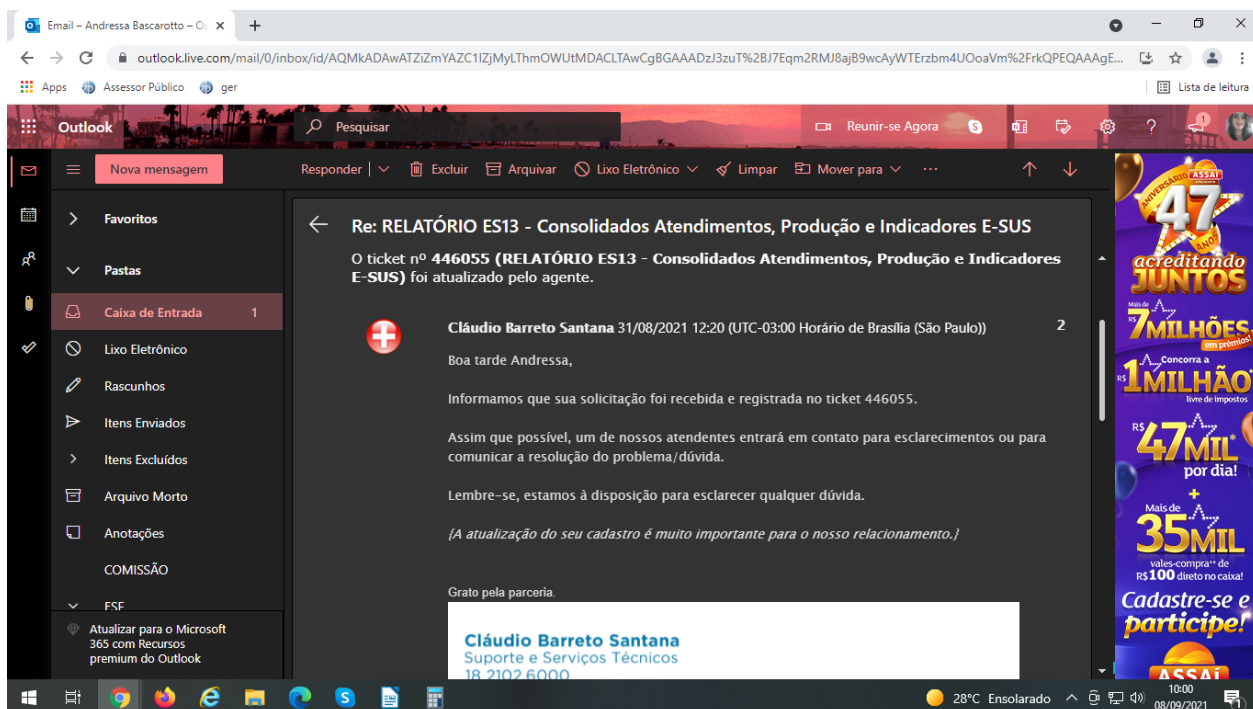 Email – Andressa Bascarotto – Ou
outlook.live.com/mail/0/inbox/id/AQMkADAwATZiZmYAZC1lZjMyLThmOWUtMDACLTAwCgBGAAADzJ3zuT%2BJ7Eqm2RMJ8ajB9wcAyWTErzbm4UOoaVm%2FrkQPEQAAAgE...
Apps Assessor Público ger Lista de leitura
Outlook Pesquisar Reunir-se Agora 1
Nova mensagem Responder Excluir Arquivar Lixo Eletrônico Limpar Mover para ...
Favoritos
Pastas
Caixa de Entrada 1
Lixo Eletrônico
Rascunhos
Itens Enviados
Itens Excluídos
Arquivo Morto
Anotações
COMISSÃO
ESF
Atualizar para o Microsoft
365 com Recursos
premium do Outlook
Re: RELATÓRIO ES13 - Consolidados Atendimentos, Produção e Indicadores E-SUS
O ticket nº 446055 (RELATÓRIO ES13 - Consolidados Atendimentos, Produção e Indicadores
E-SUS) foi atualizado pelo agente.
Cláudio Barreto Santana 31/08/2021 12:20 (UTC-03:00 Horário de Brasília (São Paulo)) 2
Boa tarde Andressa,
Informamos que sua solicitação foi recebida e registrada no ticket 446055.
Assim que possível, um de nossos atendentes entrará em contato para esclarecimentos ou para
comunicar a resolução do problema/dúvida.
Lembre-se, estamos à disposição para esclarecer qualquer dúvida.
{A atualização do seu cadastro é muito importante para o nosso relacionamento.}
Grato pela parceria.
Cláudio Barreto Santana
Suporte e Serviços Técnicos
18 2102 6000
ANIVERSÁRIO ASSAÍ
47
ANOS
acreditando
JUNTOS
Mais de
R$ 7 MILHÕES
em prêmios!
Concorra a
R$ 1 MILHÃO
livre de impostos
R$ 47 MIL*
por dia!
+
Mais de
35 MIL
vales-compra** de
R$100 direto no caixa!
Cadastre-se e
participe!
ASSAÍ
28°C Ensolarado
10:00
08/09/2021